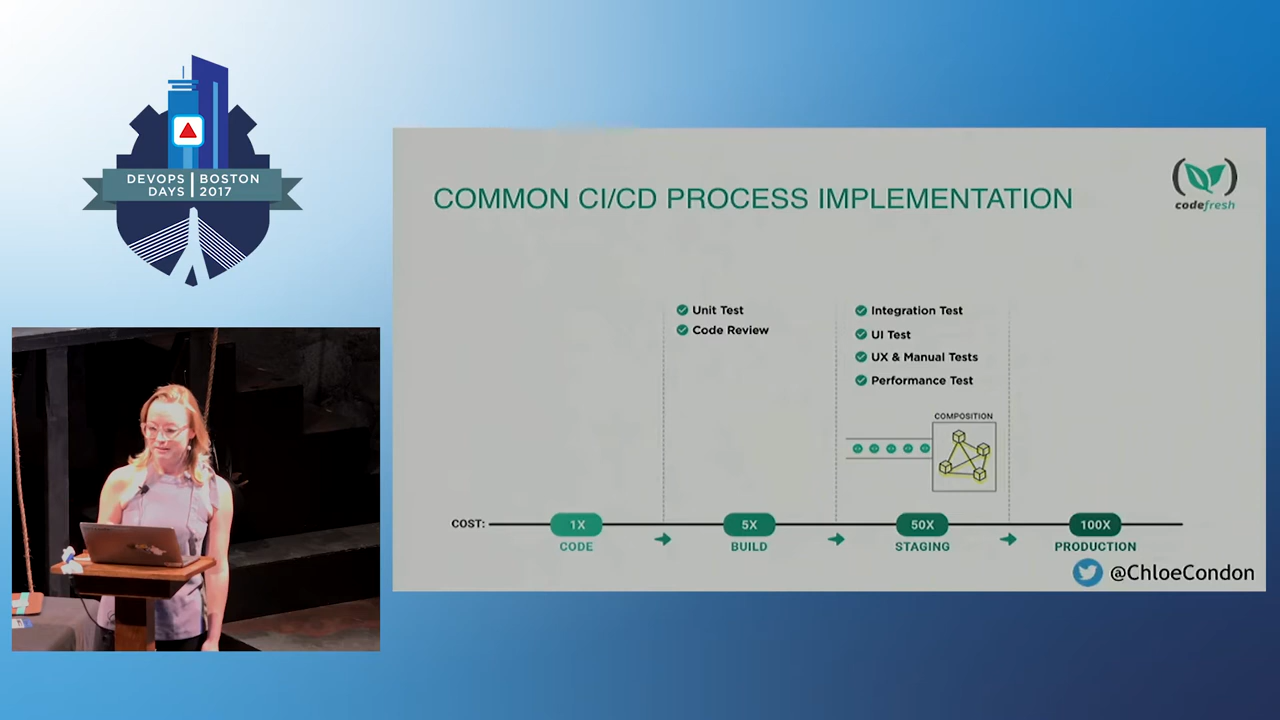 DEVOPS BOSTON
DAYS 2017
COMMON CI/CD PROCESS IMPLEMENTATION
codefresh
Unit Test
Code Review
Integration Test
UI Test
UX & Manual Tests
Performance Test
COMPOSITION
COST:
1X
5X
50X
100X
CODE
BUILD
STAGING
PRODUCTION
@ChloeCondon